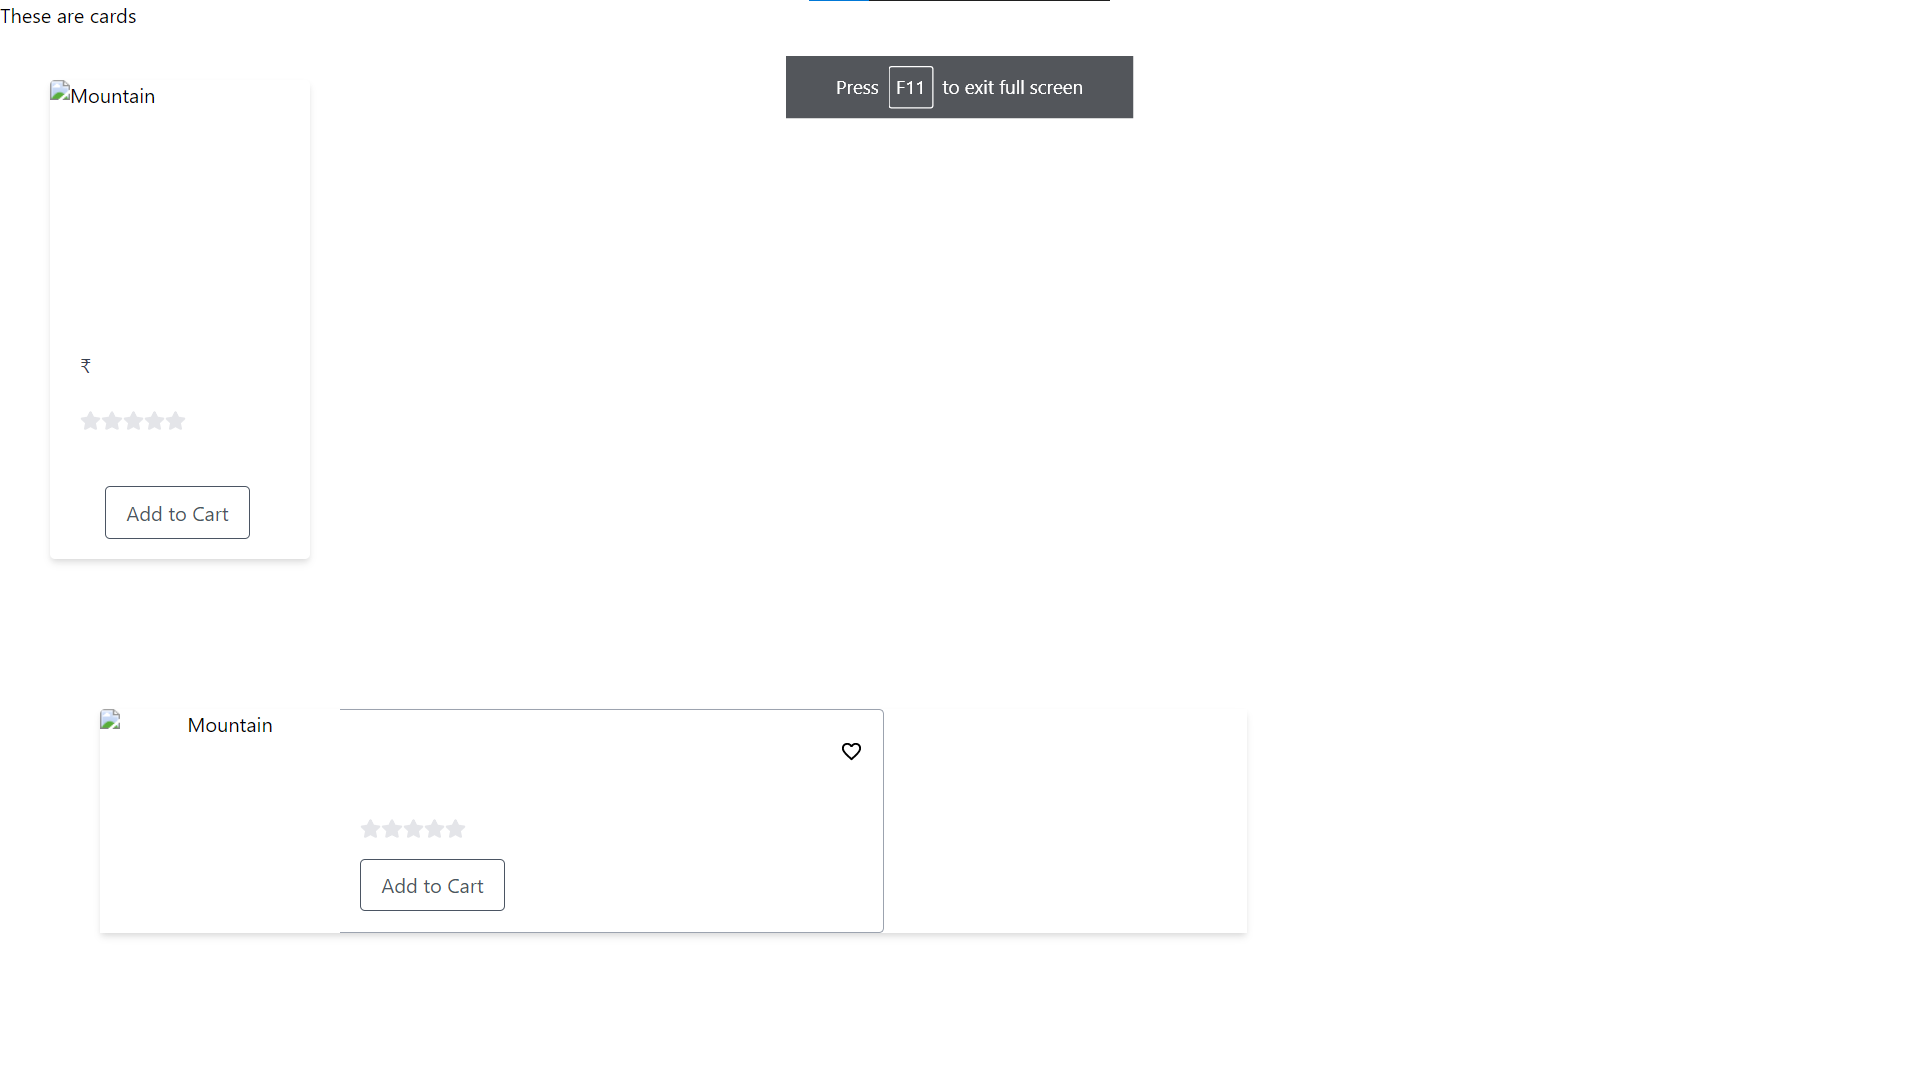 These are cards
Press F11 to exit full screen
Mountain
₹
Add to Cart
Mountain
Add to Cart